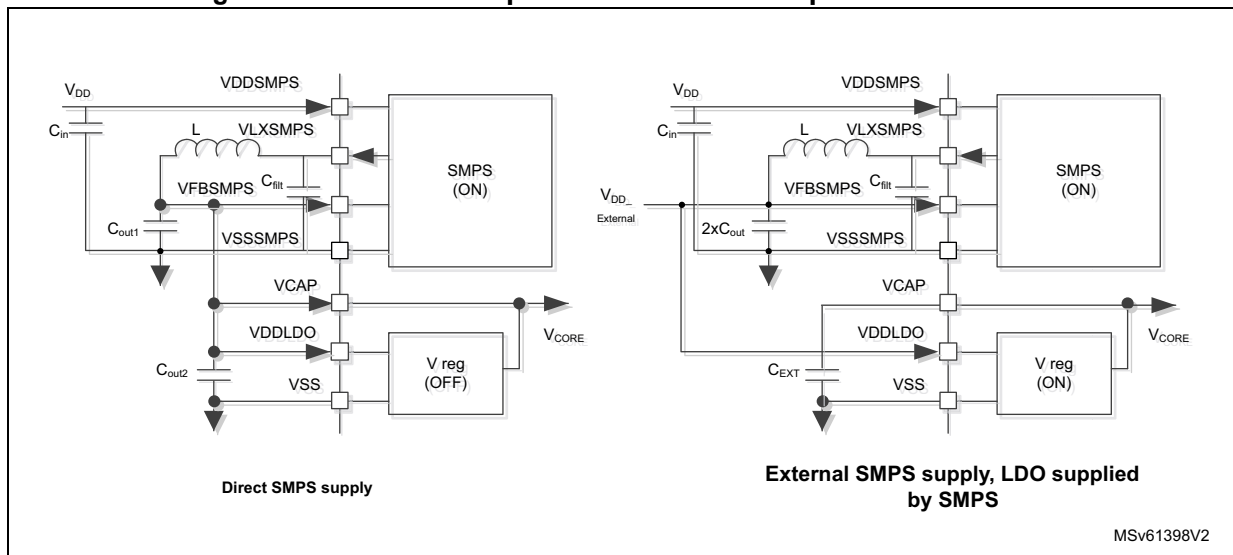 VDDSMPS
VDD
Cin
L
VLXSMPS
SMPS
(ON)
Cfilt
VFBSMPS
Cout1
VSSSMPS
VCAP
VCORE
VDDLDO
V reg
(OFF)
Cout2
VSS
Direct SMPS supply
VDDSMPS
VDD
Cin
L
VLXSMPS
SMPS
(ON)
Cfilt
VDD_
External
VFBSMPS
2xCout
VSSSMPS
VCAP
VCORE
VDDLDO
V reg
(ON)
CEXT
VSS
External SMPS supply, LDO supplied
by SMPS
MSv61398V2